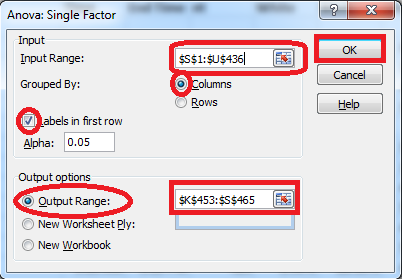 Anova: Single Factor
Input
Input Range:
$S$1:$U$436
OK
Grouped By:
Columns
Cancel
Rows
Help
Labels in first row
Alpha:
0.05
Output options
Output Range:
$K$453:$S$465
New Worksheet Ply:
New Workbook